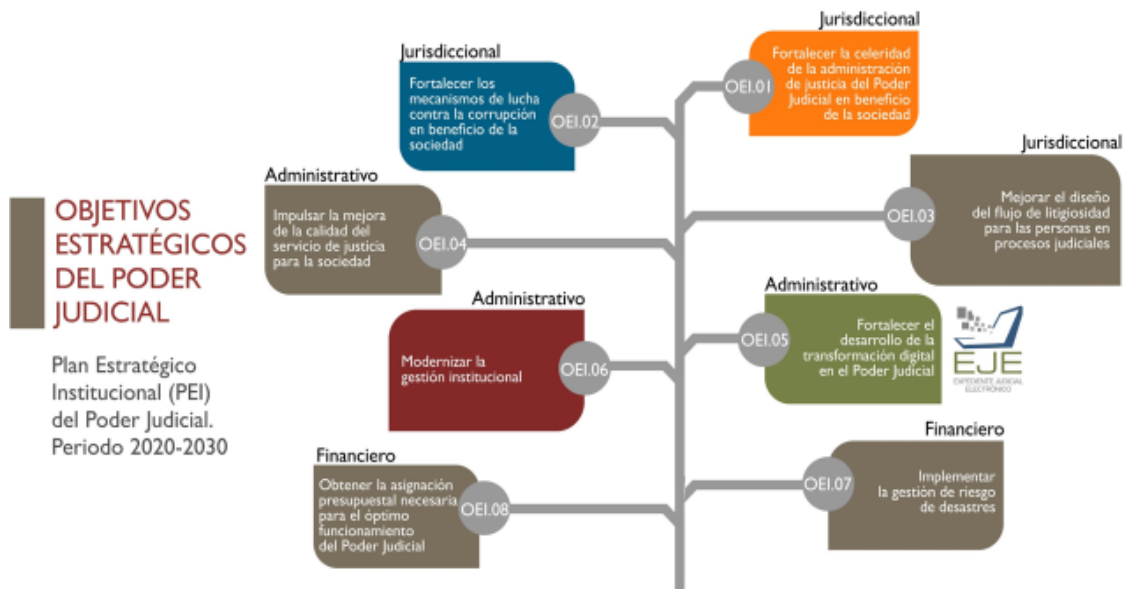 OBJETIVOS
ESTRATÉGICOS
DEL PODER
JUDICIAL
Plan Estratégico
Institucional (PEI)
del Poder Judicial.
Periodo 2020-2030
Jurisdiccional
OEI.01
Fortalecer la celeridad
de la administración
de justicia del Poder
Judicial en beneficio
de la sociedad
Jurisdiccional
Fortalecer los
mecanismos de lucha
contra la corrupción
en beneficio de la
sociedad
OEI.02
Jurisdiccional
OEI.03
Mejorar el diseño
del flujo de litigiosidad
para las personas en
procesos judiciales
Administrativo
Impulsar la mejora
de la calidad del
servicio de justicia
para la sociedad
OEI.04
Administrativo
OEI.05
Fortalecer el
desarrollo de la
transformación digital
en el Poder Judicial
EJE
EXPEDIENTE JUDICIAL
ELECTRÓNICO
Administrativo
Modernizar la
gestión institucional
OEI.06
Financiero
OEI.07
Implementar
la gestión de riesgo
de desastres
Financiero
Obtener la asignación
presupuestal necesaria
para el óptimo
funcionamiento
del Poder Judicial
OEI.08